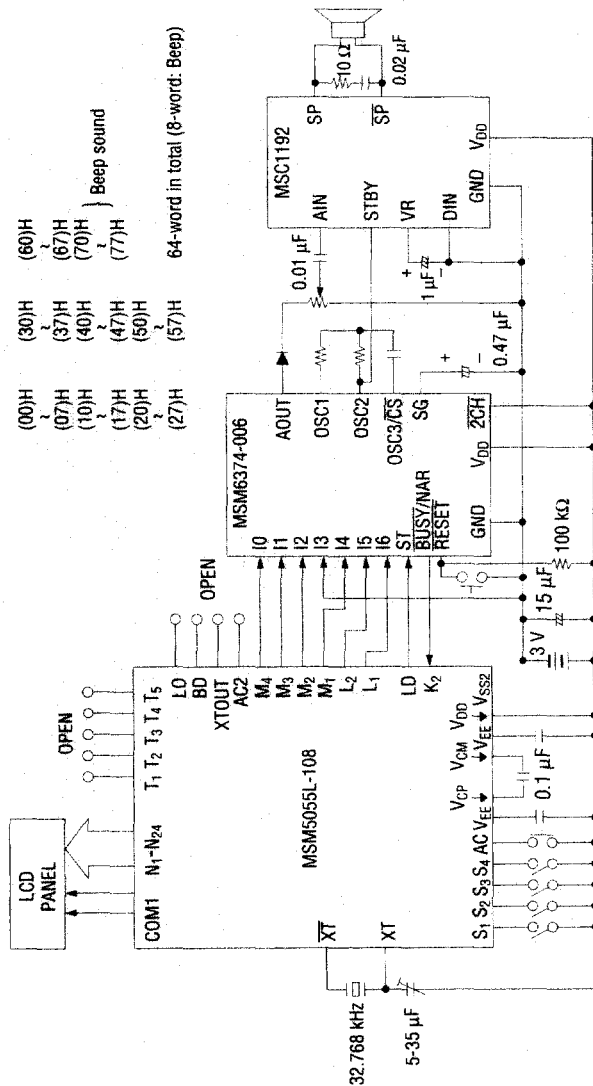 (00)H (30)H (60)H
~ ~ ~
(07)H (37)H (67)H
(10)H (40)H (70)H } Beep sound
~ ~ ~
(17)H (47)H (77)H
(20)H (50)H
~ ~
(27)H (57)H 64-word in total (8-word: Beep)
LCD
PANEL
OPEN
COM1 N1-N24 T1 T2 T3 T4 T5
LO
BD
XTOUT
AC2
OPEN
M4
M3
M2
M1
L2
L1
LD
K2
MSM5055L-108
XT
XT
32.768 kHz
5-35 µF
S1 S2 S3 S4 AC VEE VCP VCM VEE VDD VSS2
0.1 µF
3 V
15 µF
100 kΩ
MSM6374-006
I0
I1
I2
I3
I4
I5
I6
ST
BUSY/NAR
RESET
AOUT
OSC1
OSC2
OSC3/CS
SG
GND VDD 2CH
0.01 µF
1 µF
+
-
0.47 µF
+
-
MSC1192
AIN
STBY
VR
DIN
SP
SP
GND VDD
10 Ω
0.02 µF